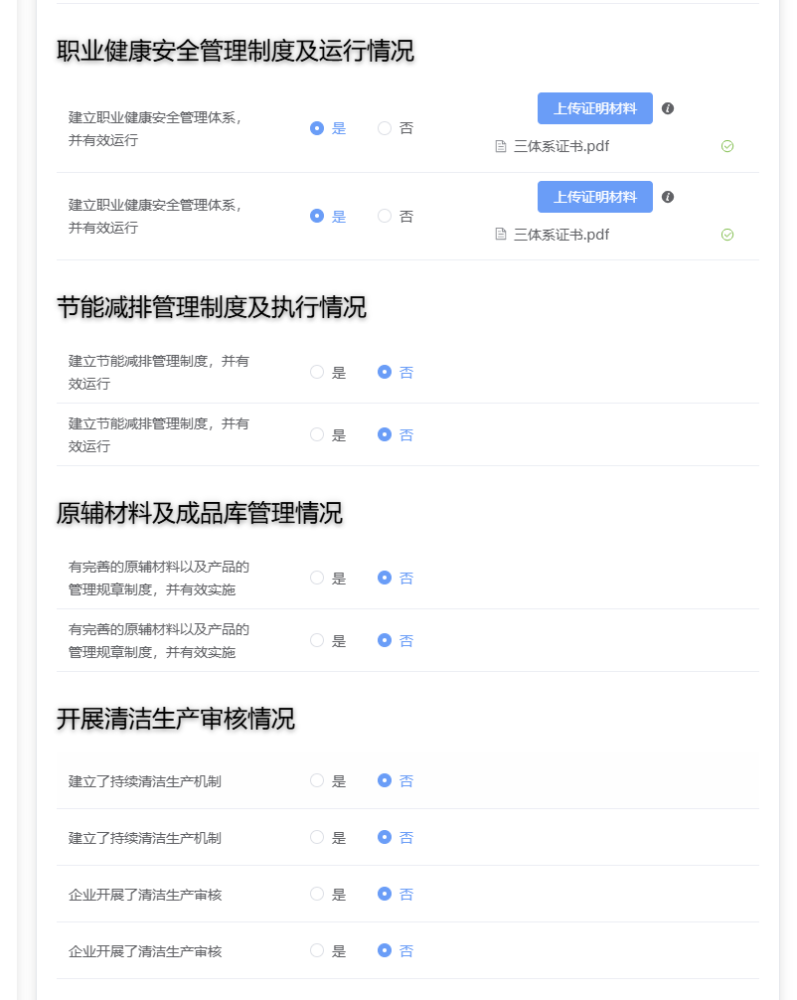 职业健康安全管理制度及运行情况
上传证明材料
建立职业健康安全管理体系，
并有效运行
是 否
三体系证书.pdf
上传证明材料
建立职业健康安全管理体系，
并有效运行
是 否
三体系证书.pdf
节能减排管理制度及执行情况
建立节能减排管理制度，并有
效运行
是 否
建立节能减排管理制度，并有
效运行
是 否
原辅材料及成品库管理情况
有完善的原辅材料以及产品的
管理规章制度，并有效实施
是 否
有完善的原辅材料以及产品的
管理规章制度，并有效实施
是 否
开展清洁生产审核情况
建立了持续清洁生产机制 是 否
建立了持续清洁生产机制 是 否
企业开展了清洁生产审核 是 否
企业开展了清洁生产审核 是 否